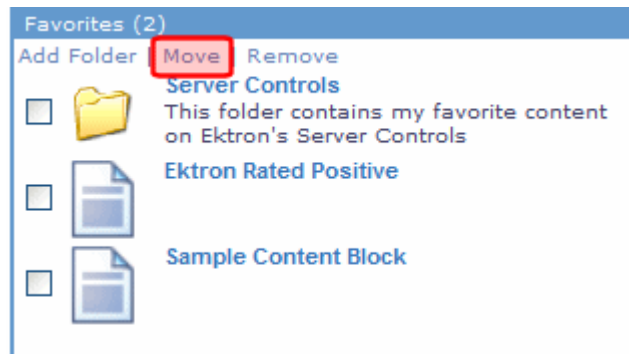 Favorites (2)
Add Folder | Move | Remove
Server Controls
This folder contains my favorite content
on Ektron's Server Controls
Ektron Rated Positive
Sample Content Block